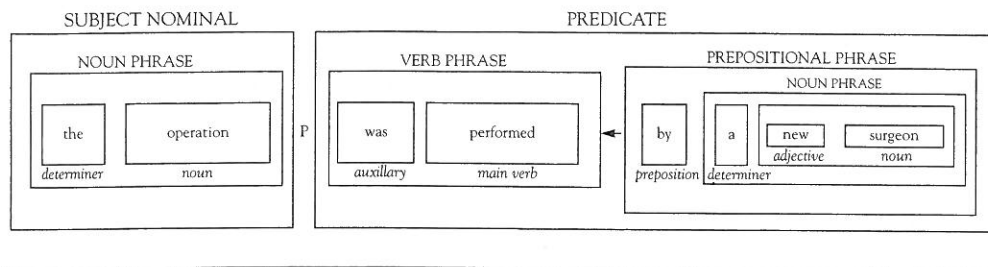 SUBJECT NOMINAL PREDICATE
NOUN PHRASE VERB PHRASE PREPOSITIONAL PHRASE
NOUN PHRASE
the operation P was performed by a new surgeon
adjective noun
determiner noun auxillary main verb preposition determiner